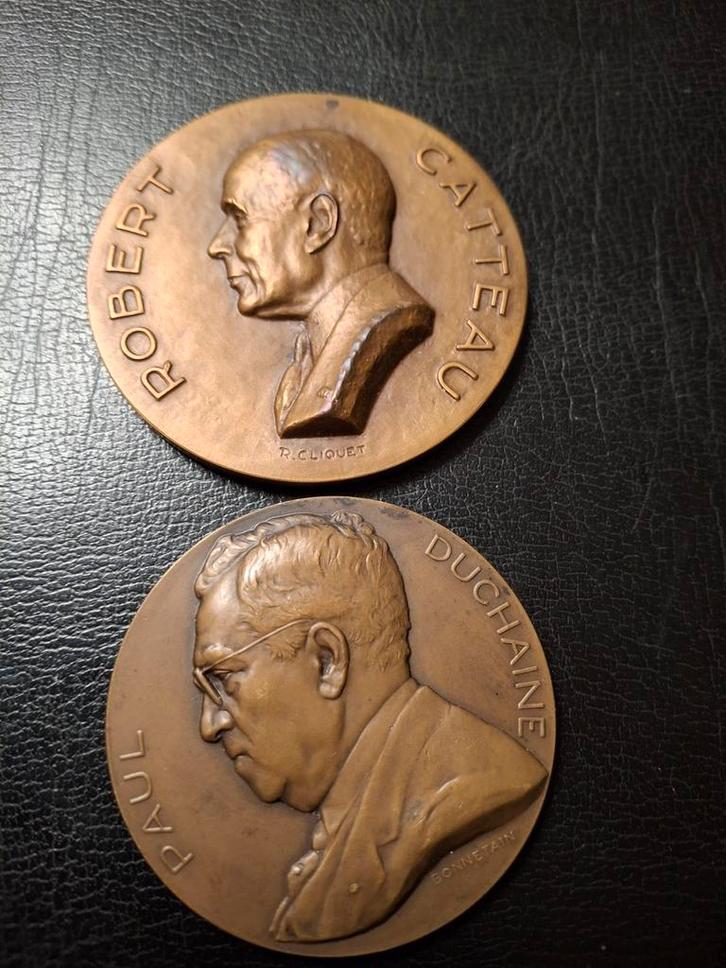 ROBERT CATTEAU
R.CLIQUET
PAUL DUCHAINE
BONNETAIN